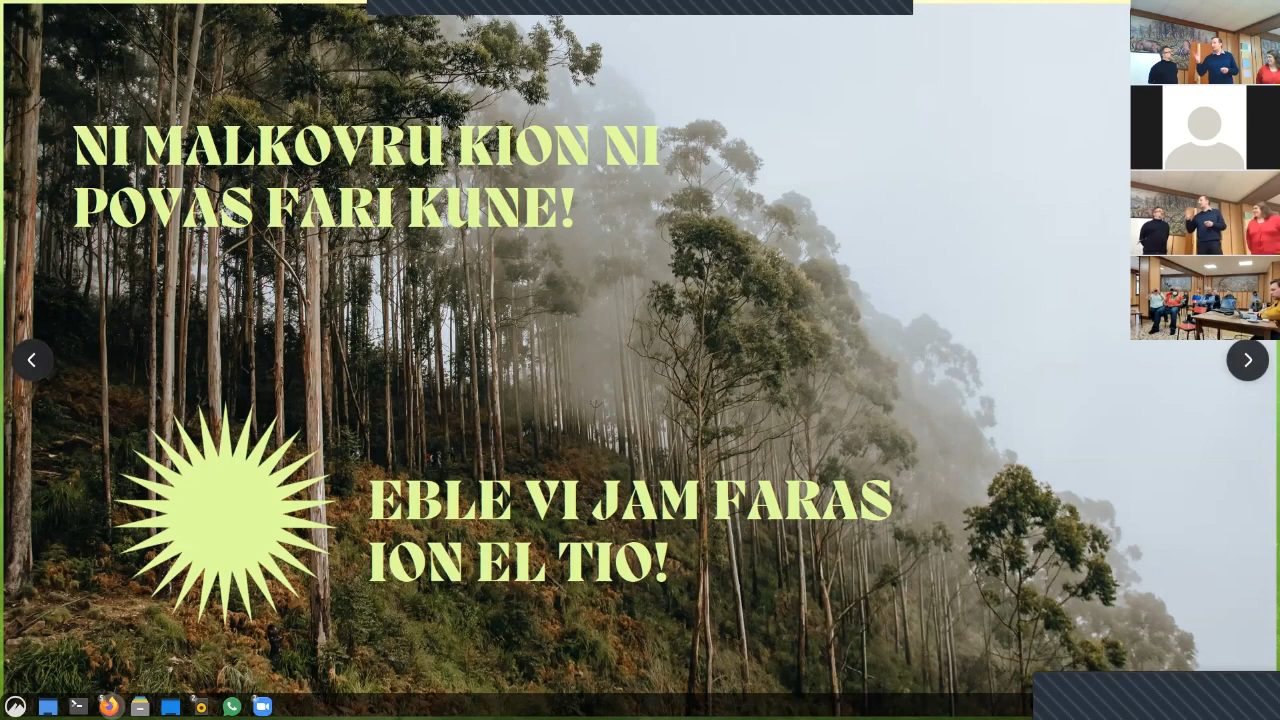 NI MALKOVRU KION NI
POVAS FARI KUNE!
EBLE VI JAM FARAS
ION EL TIO!